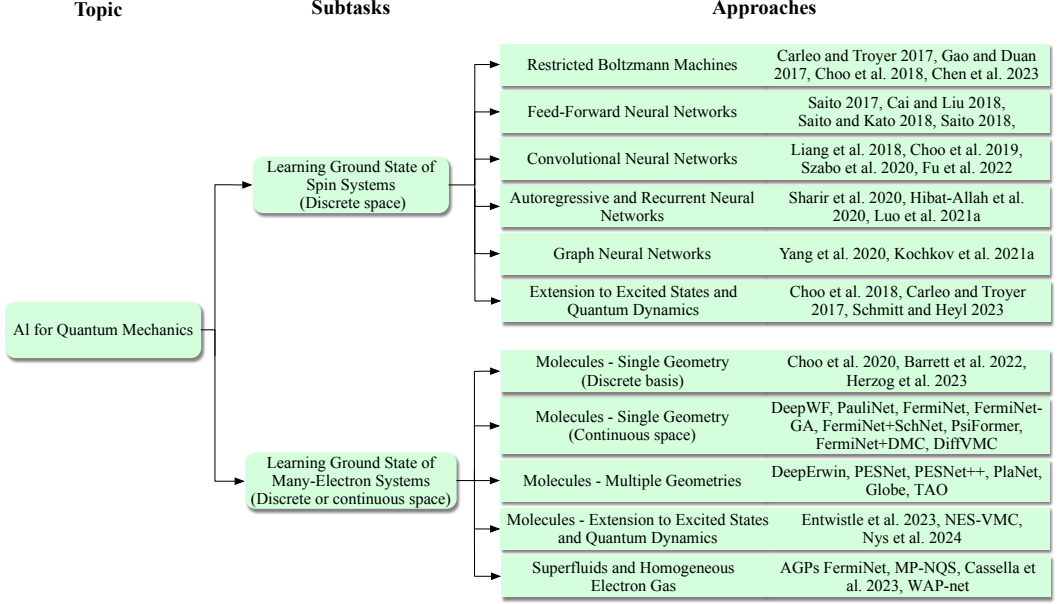 Topic
Subtasks
Approaches
AI for Quantum Mechanics
Learning Ground State of
Spin Systems
(Discrete space)
Restricted Boltzmann Machines
Carleo and Troyer 2017, Gao and Duan
2017, Choo et al. 2018, Chen et al. 2023
Feed-Forward Neural Networks
Saito 2017, Cai and Liu 2018,
Saito and Kato 2018, Saito 2018,
Convolutional Neural Networks
Liang et al. 2018, Choo et al. 2019,
Szabo et al. 2020, Fu et al. 2022
Autoregressive and Recurrent Neural
Networks
Sharir et al. 2020, Hibat-Allah et al.
2020, Luo et al. 2021a
Graph Neural Networks
Yang et al. 2020, Kochkov et al. 2021a
Extension to Excited States and
Quantum Dynamics
Choo et al. 2018, Carleo and Troyer
2017, Schmitt and Heyl 2023
Learning Ground State of
Many-Electron Systems
(Discrete or continuous space)
Molecules - Single Geometry
(Discrete basis)
Choo et al. 2020, Barrett et al. 2022,
Herzog et al. 2023
Molecules - Single Geometry
(Continuous space)
DeepWF, PauliNet, FermiNet, FermiNet-
GA, FermiNet+SchNet, PsiFormer,
FermiNet+DMC, DiffVMC
Molecules - Multiple Geometries
DeepErwin, PESNet, PESNet++, PlaNet,
Globe, TAO
Molecules - Extension to Excited States
and Quantum Dynamics
Entwistle et al. 2023, NES-VMC,
Nys et al. 2024
Superfluids and Homogeneous
Electron Gas
AGPs FermiNet, MP-NQS, Cassella et
al. 2023, WAP-net